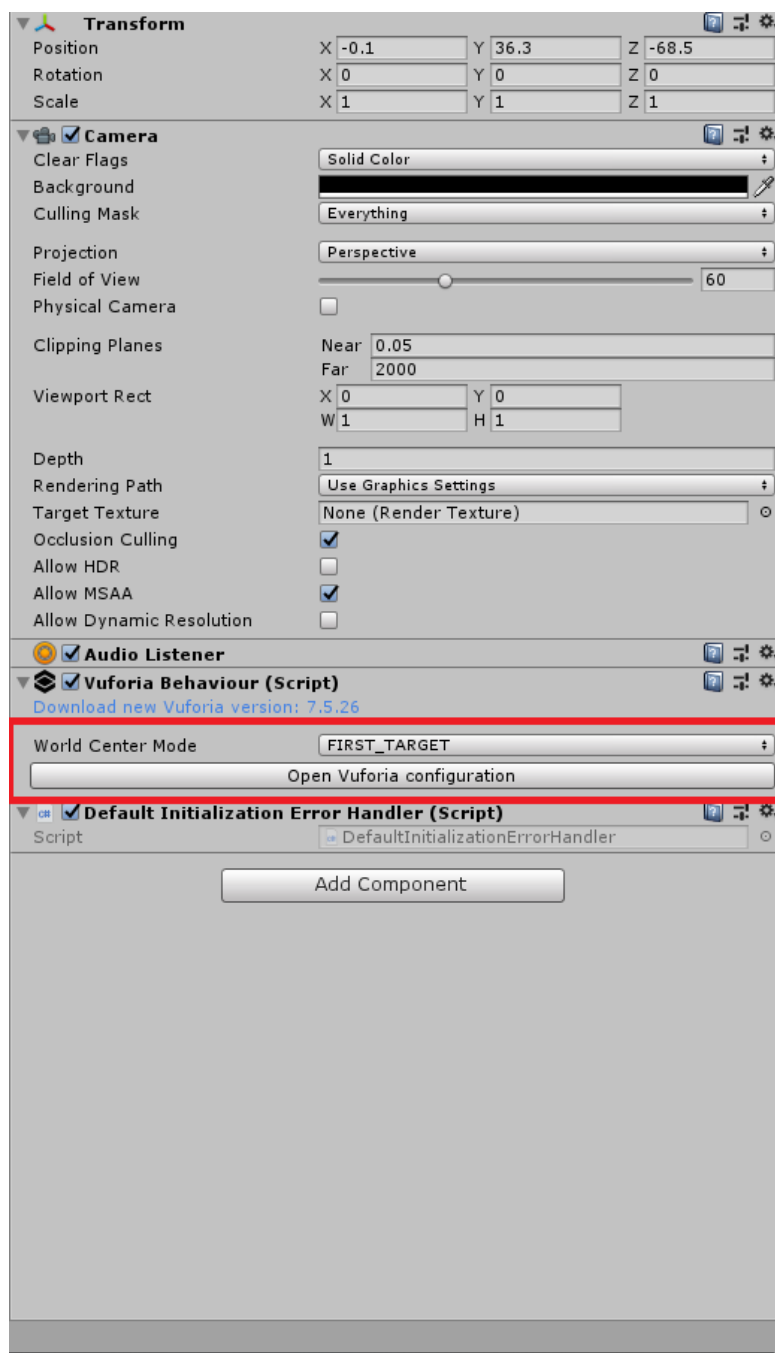 Transform
Position X -0.1 Y 36.3 Z -68.5
Rotation X 0 Y 0 Z 0
Scale X 1 Y 1 Z 1
Camera
Clear Flags Solid Color
Background
Culling Mask Everything
Projection Perspective
Field of View 60
Physical Camera
Clipping Planes Near 0.05
Far 2000
Viewport Rect X 0 Y 0
W 1 H 1
Depth 1
Rendering Path Use Graphics Settings
Target Texture None (Render Texture)
Occlusion Culling
Allow HDR
Allow MSAA
Allow Dynamic Resolution
Audio Listener
Vuforia Behaviour (Script)
Download new Vuforia version: 7.5.26
World Center Mode FIRST_TARGET
Open Vuforia configuration
C# Default Initialization Error Handler (Script)
Script DefaultInitializationErrorHandler
Add Component